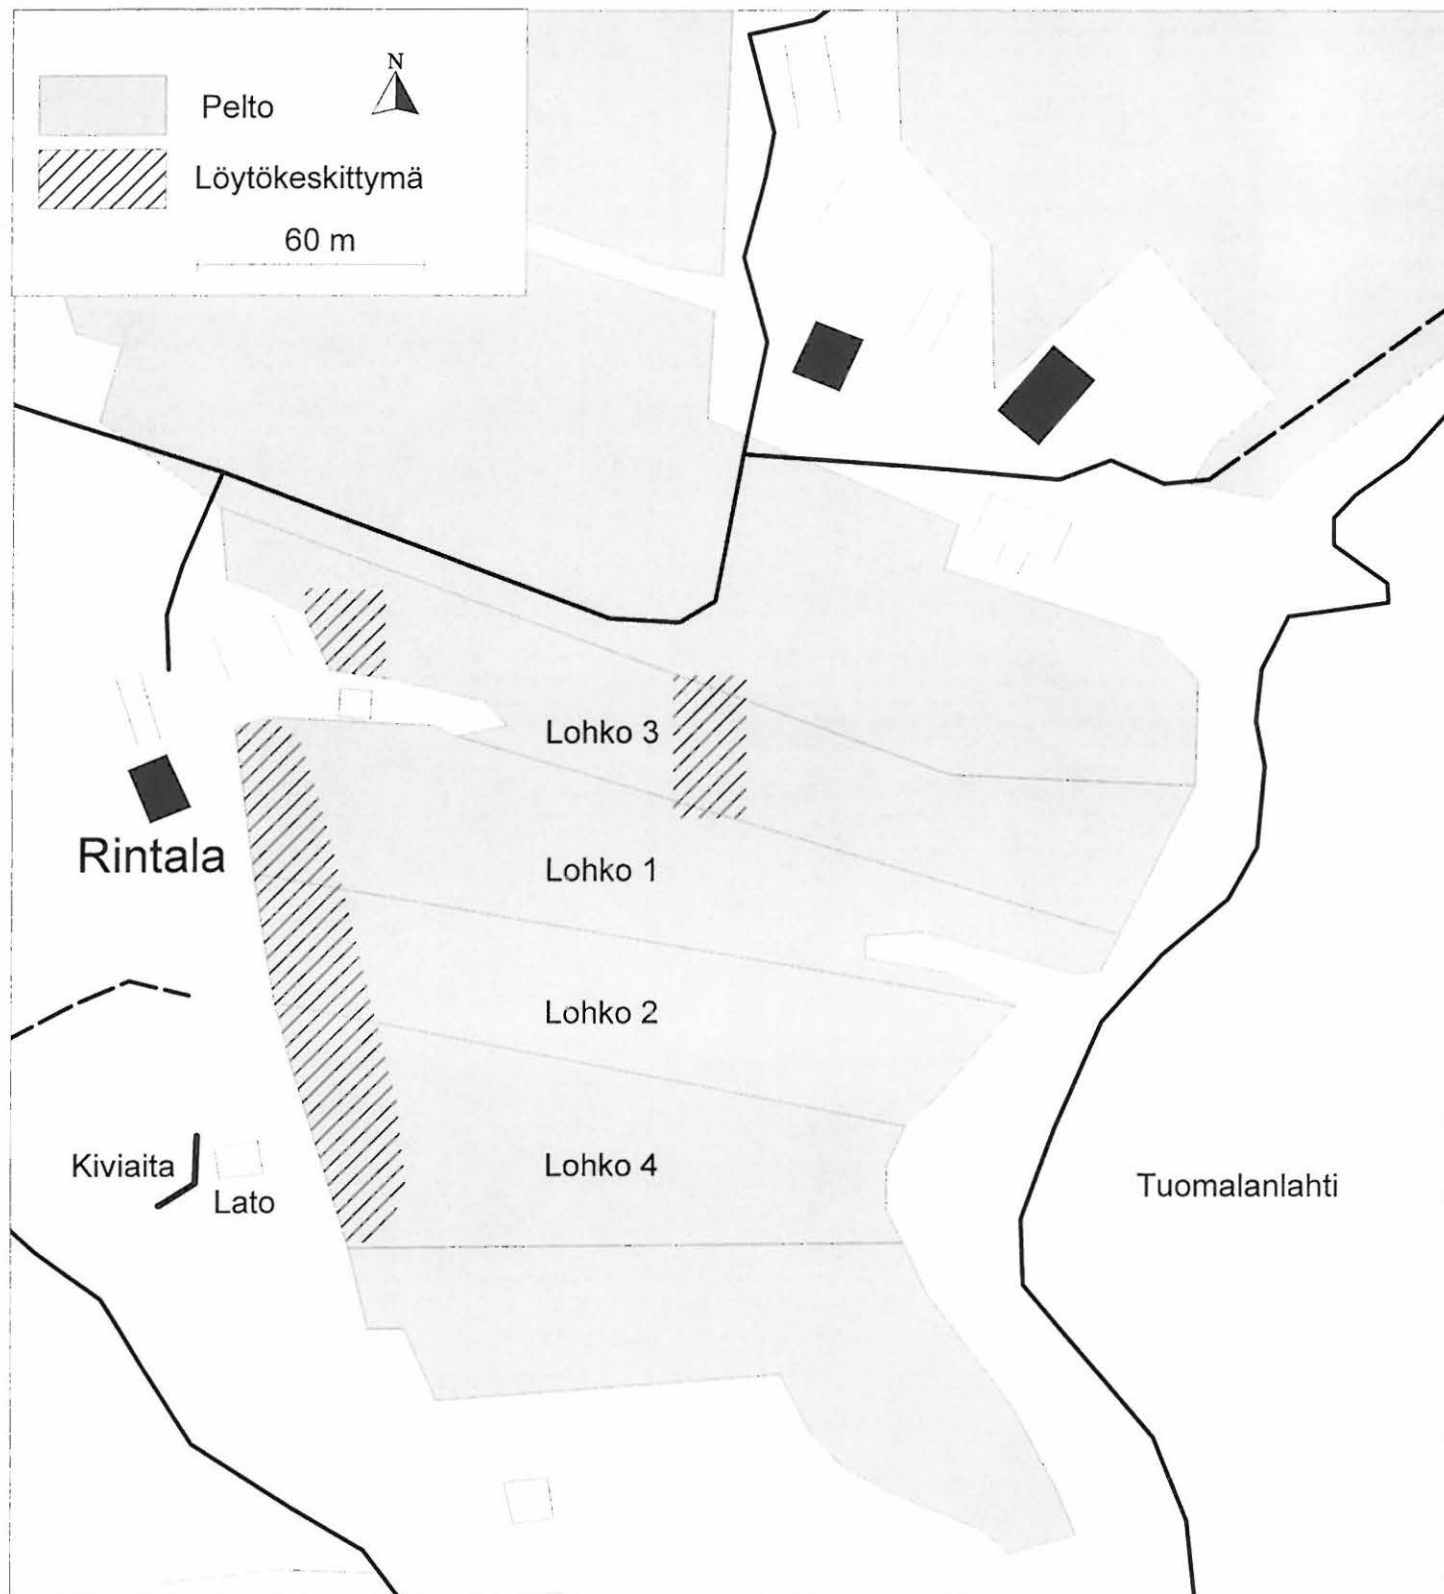 N
Pelto
Löytökeskittymä
60 m
Lohko 3
Rintala
Lohko 1
Lohko 2
Kiviaita
Lato
Lohko 4
Tuomalanlahti